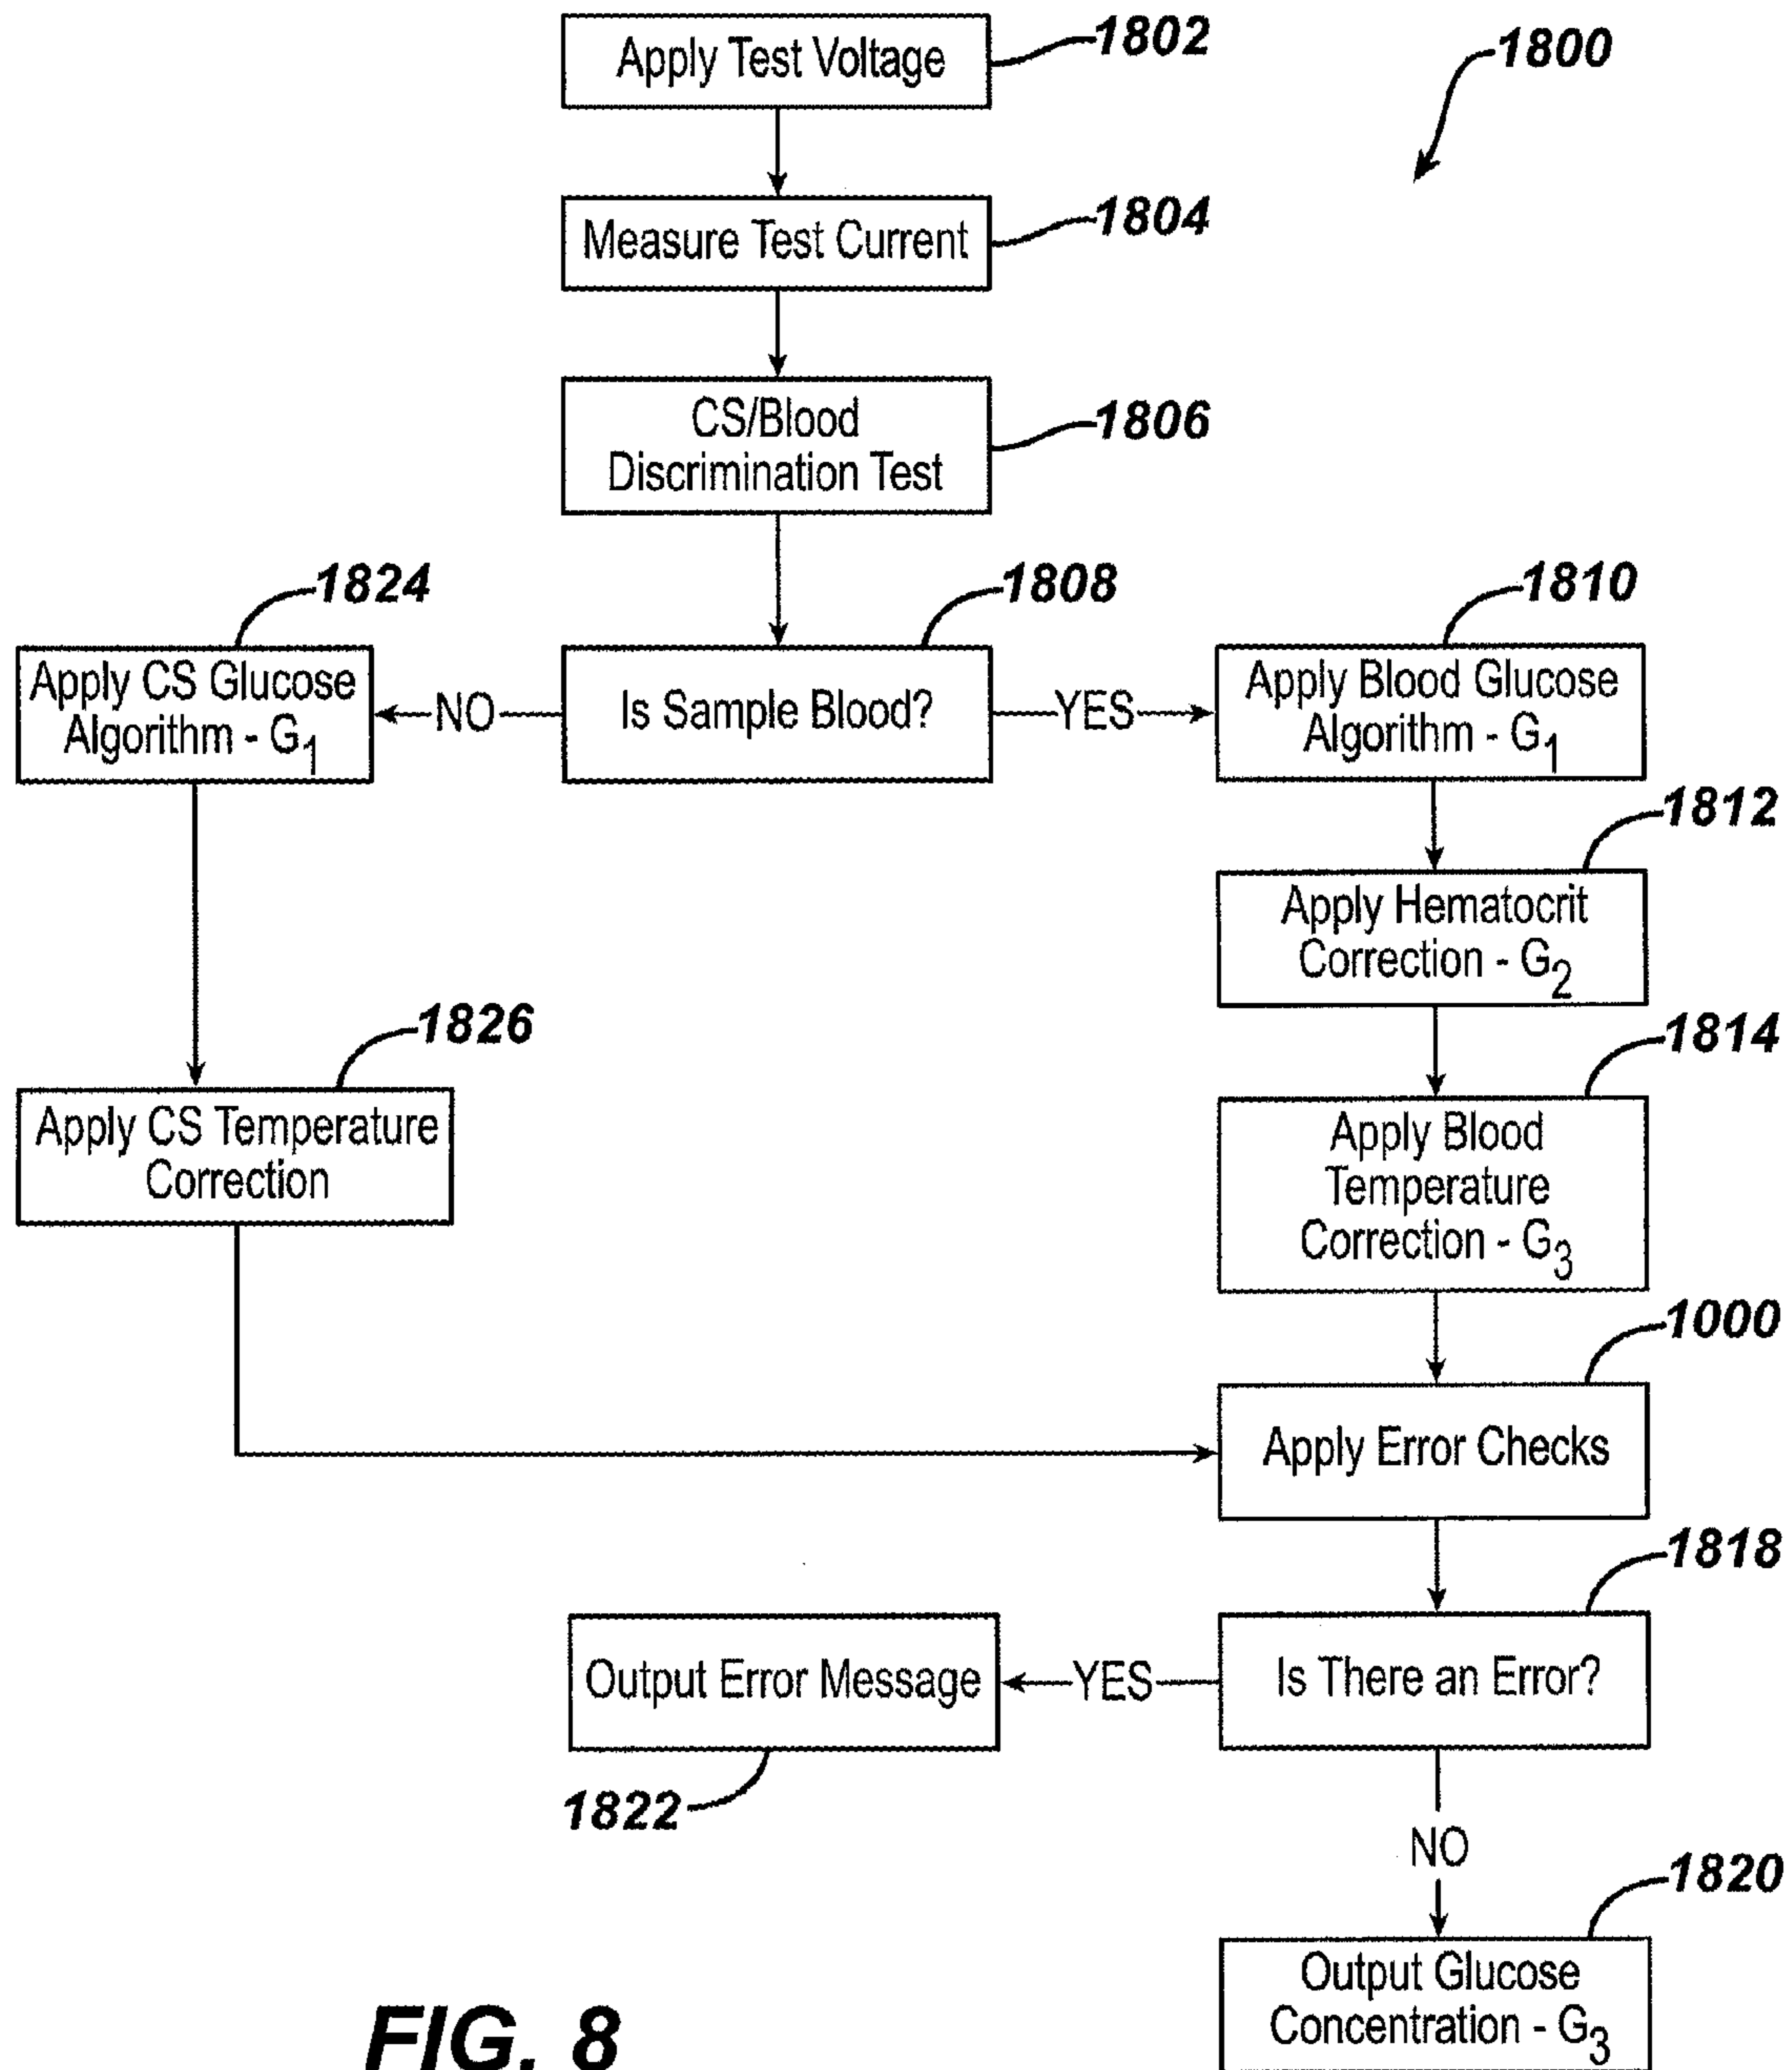 Apply Test Voltage
1802
1800
Measure Test Current
1804
CS/Blood
Discrimination Test
1806
1824
1808
1810
Apply CS Glucose
Algorithm - G1
NO
Is Sample Blood?
YES
Apply Blood Glucose
Algorithm - G1
1812
Apply Hematocrit
Correction - G2
1826
1814
Apply CS Temperature
Correction
Apply Blood
Temperature
Correction - G3
1000
Apply Error Checks
1818
Output Error Message
YES
Is There an Error?
1822
NO
1820
Output Glucose
Concentration - G3
FIG. 8